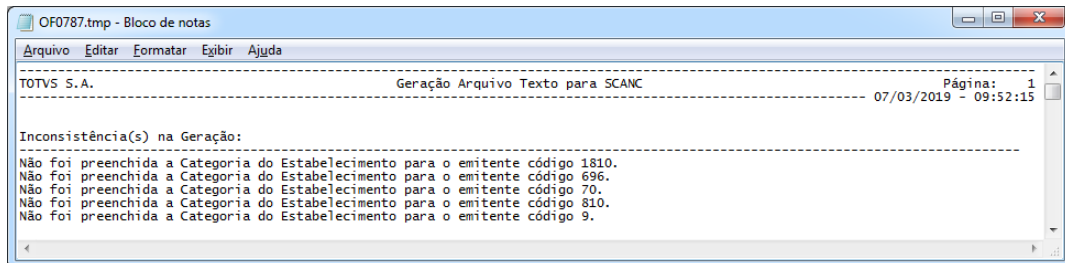 OF0787.tmp - Bloco de notas
Arquivo Editar Formatar Exibir Ajuda
TOTVS S.A. Geração Arquivo Texto para SCANC Página: 1
07/03/2019 - 09:52:15
Inconsistência(s) na Geração:
Não foi preenchida a Categoria do Estabelecimento para o emitente código 1810.
Não foi preenchida a Categoria do Estabelecimento para o emitente código 696.
Não foi preenchida a Categoria do Estabelecimento para o emitente código 70.
Não foi preenchida a Categoria do Estabelecimento para o emitente código 810.
Não foi preenchida a Categoria do Estabelecimento para o emitente código 9.